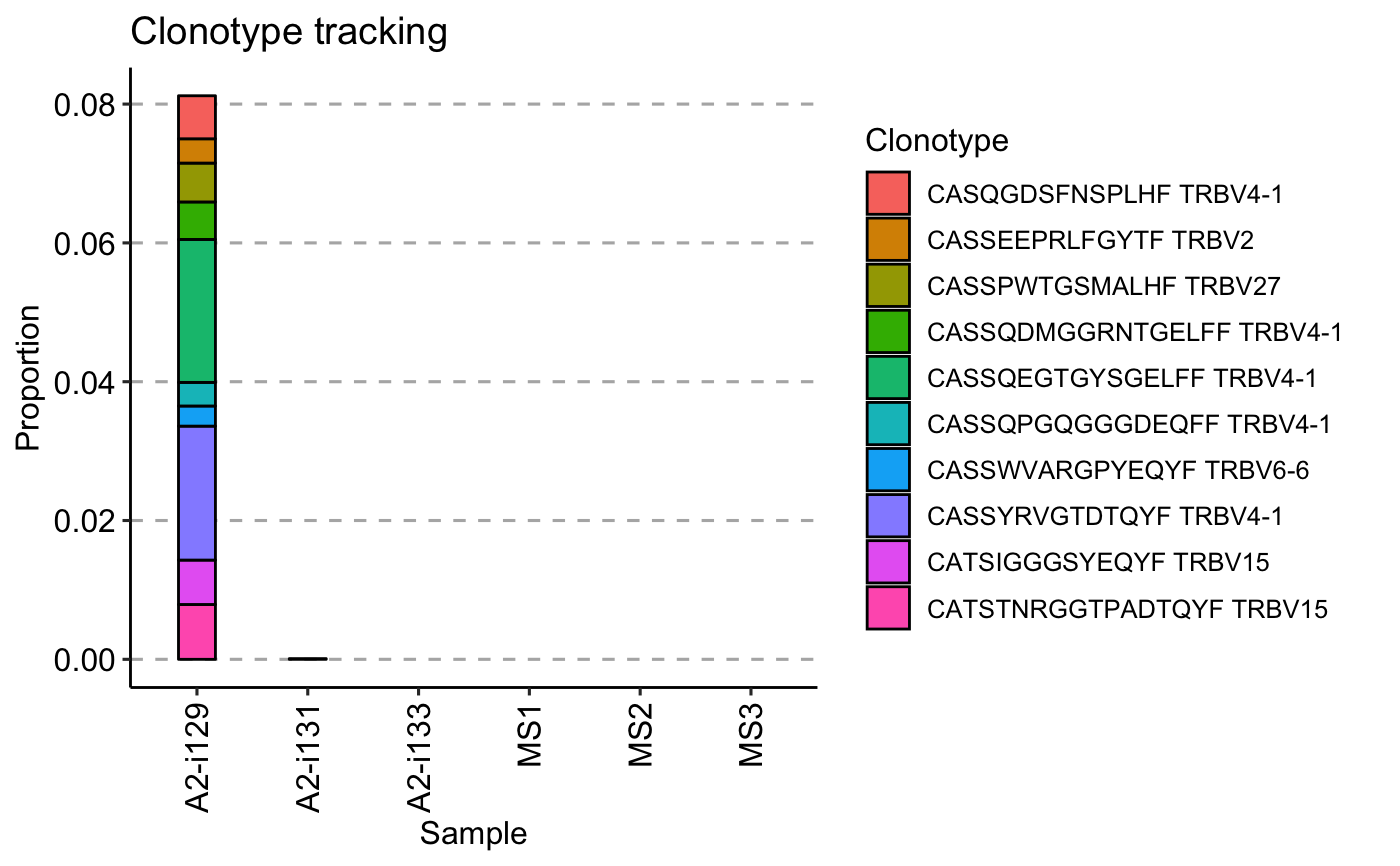 Clonotype tracking
Proportion
0.08
0.06
0.04
0.02
0.00
A2-i129
A2-i131
A2-i133
MS1
MS2
MS3
Sample
Clonotype
CASQGDSFNSPLHF TRBV4-1
CASSEEPRLFGYTF TRBV2
CASSPWTGSMALHF TRBV27
CASSQDMGGRNTGELFF TRBV4-1
CASSQEGTGYSGELFF TRBV4-1
CASSQPGQGGGDEQFF TRBV4-1
CASSWVARGPYEQYF TRBV6-6
CASSYRVGTDTQYF TRBV4-1
CATSIGGGSYEQYF TRBV15
CATSTNRGGTPADTQYF TRBV15